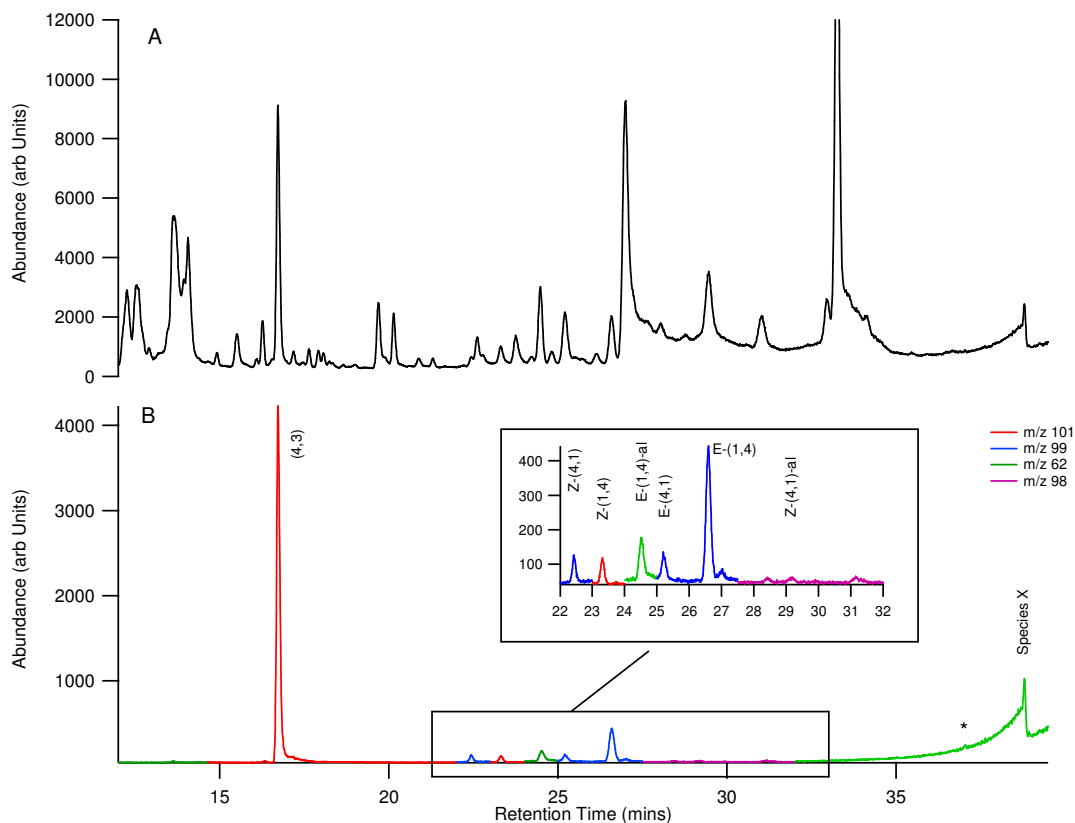 A
12000
10000
8000
6000
4000
2000
0
Abundance (arb Units)
B
4000
3000
2000
1000
Abundance (arb Units)
(4,3)
m/z 101
m/z 99
m/z 62
m/z 98
400
300
200
100
Z-(4,1)
Z-(1,4)
E-(1,4)-al
E-(4,1)
E-(1,4)
Z-(4,1)-al
22 23 24 25 26 27 28 29 30 31 32
Species X
*
15 20 25 30 35
Retention Time (mins)